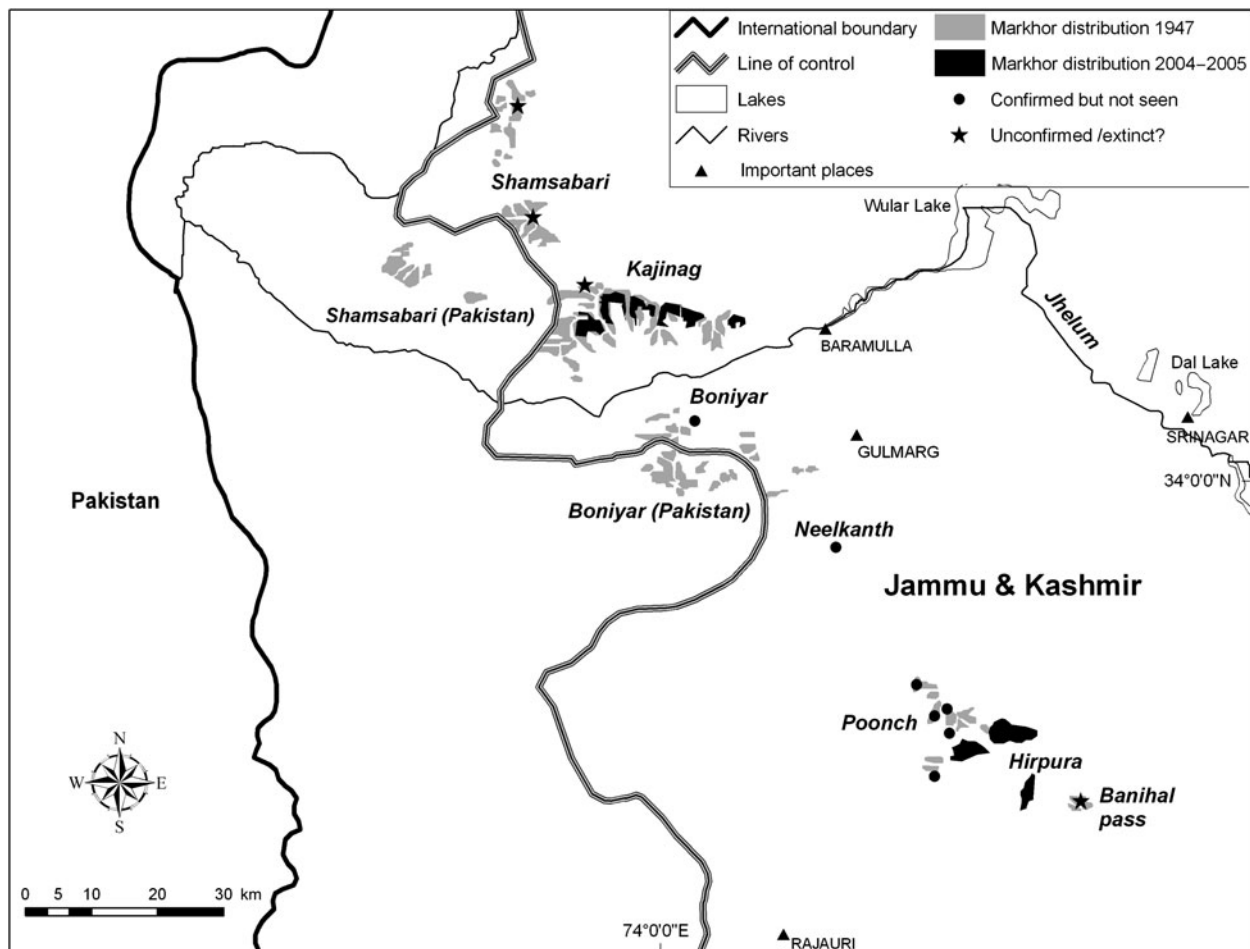 International boundary
Line of control
Lakes
Rivers
Important places
Markhor distribution 1947
Markhor distribution 2004–2005
Confirmed but not seen
Unconfirmed /extinct?
Shamsabari
Wular Lake
Kajinag
Shamsabari (Pakistan)
Jhelum
BARAMULLA
Dal Lake
Boniyar
SRINAGAR
GULMARG
34°0'0"N
Pakistan
Boniyar (Pakistan)
Neelkanth
Jammu & Kashmir
Poonch
Hirpura
Banihal
pass
N
W E
S
0 5 10 20 30 km
74°0'0"E
RAJAURI